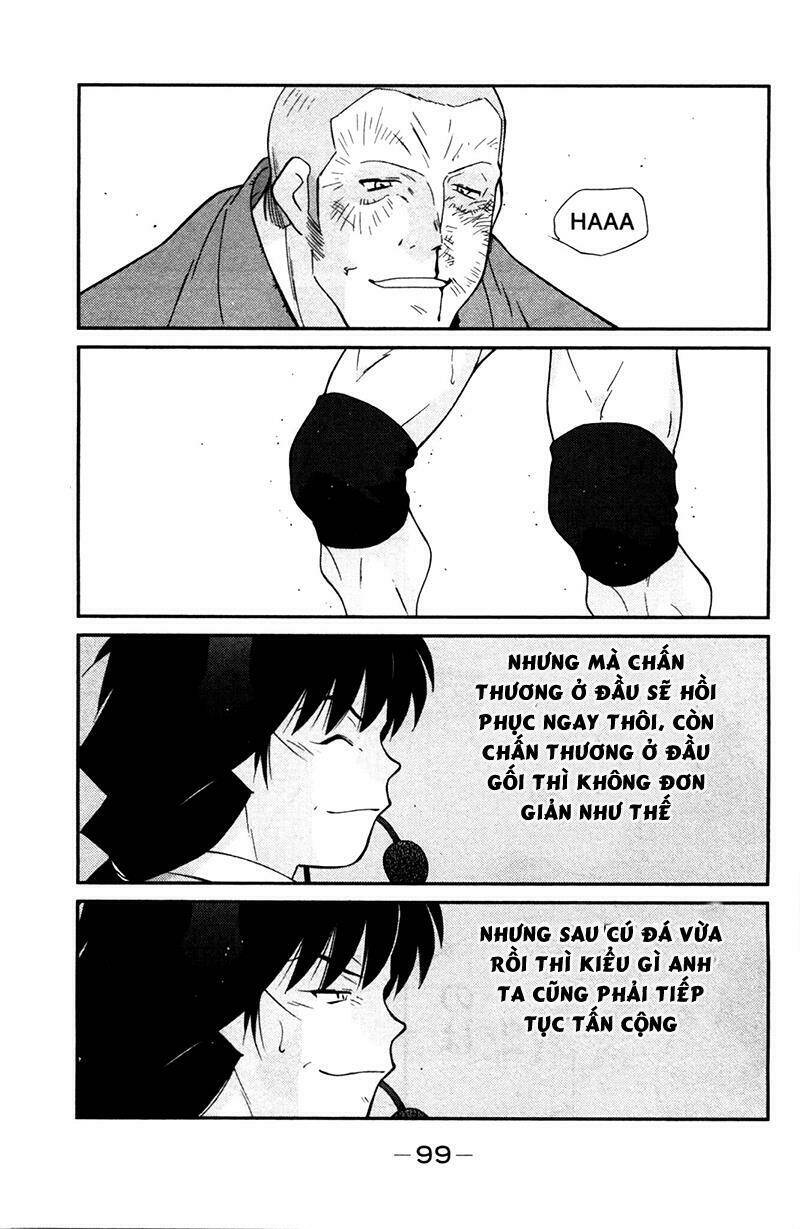 HAAA
NHƯNG MÀ CHẤN
THƯƠNG Ở ĐẦU SẼ HỒI
PHỤC NGAY THÔI, CÒN
CHẤN THƯƠNG Ở ĐẦU
GỐI THÌ KHÔNG ĐƠN
GIẢN NHƯ THẾ
NHƯNG SAU CÚ ĐÁ VỪA
RỒI THÌ KIỂU GÌ ANH
TA CŨNG PHẢI TIẾP
TỤC TẤN CỘNG
—99—